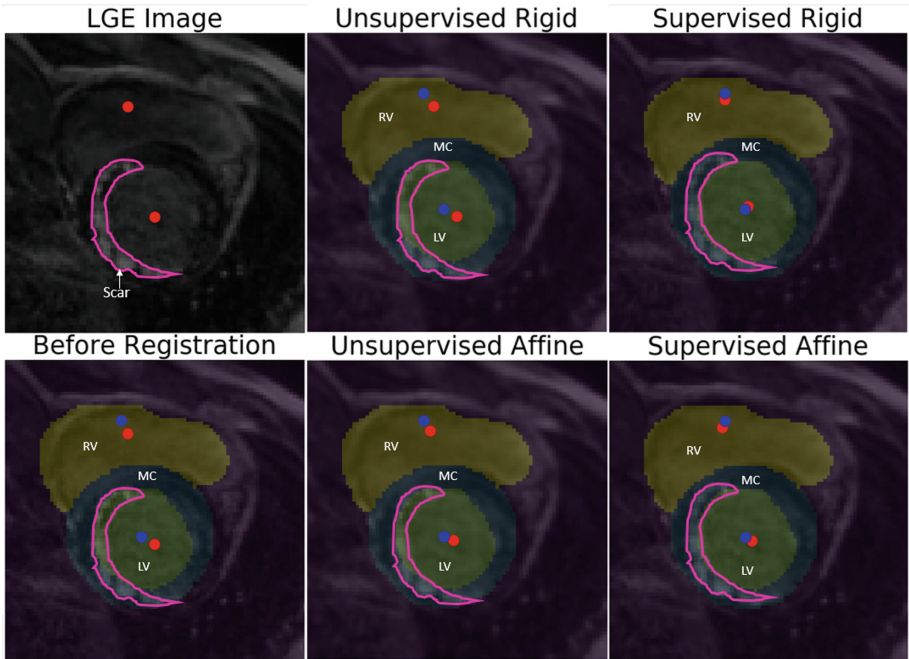 LGE Image
Unsupervised Rigid
Supervised Rigid
Scar
RV
MC
LV
RV
MC
LV
Before Registration
Unsupervised Affine
Supervised Affine
RV
MC
LV
RV
MC
LV
RV
MC
LV